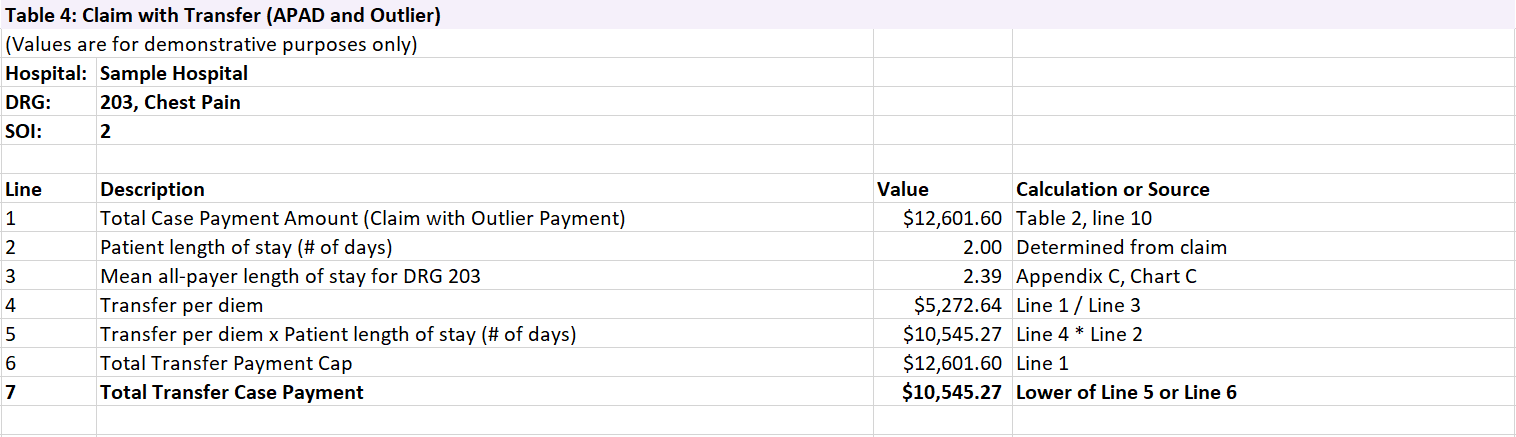 Table 4: Claim with Transfer (APAD and Outlier)
(Values are for demonstrative purposes only)
Hospital: Sample Hospital
DRG: 203, Chest Pain
SOI: 2
Line Description Value Calculation or Source
1 Total Case Payment Amount (Claim with Outlier Payment) $12,601.60 Table 2, line 10
2 Patient length of stay (# of days) 2.00 Determined from claim
3 Mean all-payer length of stay for DRG 203 2.39 Appendix C, Chart C
4 Transfer per diem $5,272.64 Line 1 / Line 3
5 Transfer per diem x Patient length of stay (# of days) $10,545.27 Line 4 * Line 2
6 Total Transfer Payment Cap $12,601.60 Line 1
7 Total Transfer Case Payment $10,545.27 Lower of Line 5 or Line 6